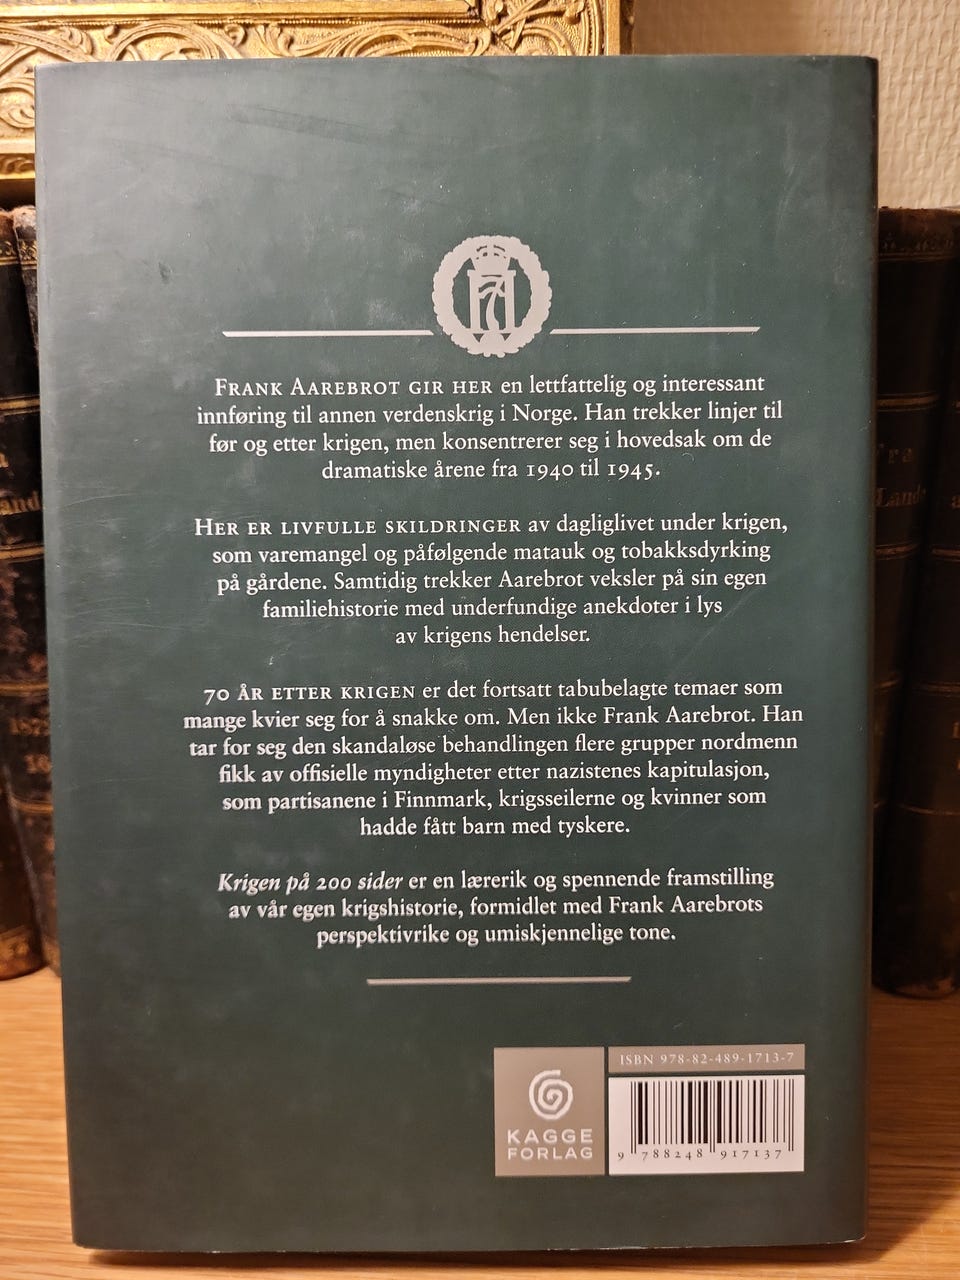 H7
FRANK AAREBROT GIR HER en lettfattelig og interessant
innføring til annen verdenskrig i Norge. Han trekker linjer til
før og etter krigen, men konsentrerer seg i hovedsak om de
dramatiske årene fra 1940 til 1945.
HER ER LIVFULLE SKILDRINGER av dagliglivet under krigen,
som varemangel og påfølgende matauk og tobakksdyrking
på gårdene. Samtidig trekker Aarebrot veksler på sin egen
familiehistorie med underfundige anekdoter i lys
av krigens hendelser.
70 ÅR ETTER KRIGEN er det fortsatt tabubelagte temaer som
mange kvier seg for å snakke om. Men ikke Frank Aarebrot. Han
tar for seg den skandaløse behandlingen flere grupper nordmenn
fikk av offisielle myndigheter etter nazistenes kapitulasjon,
som partisanene i Finnmark, krigsseilerne og kvinner som
hadde fått barn med tyskere.
Krigen på 200 sider er en lærerik og spennende framstilling
av vår egen krigshistorie, formidlet med Frank Aarebrots
perspektivrike og umiskjennelige tone.
KAGGE
FORLAG
ISBN 978-82-489-1713-7
9 788248 917137